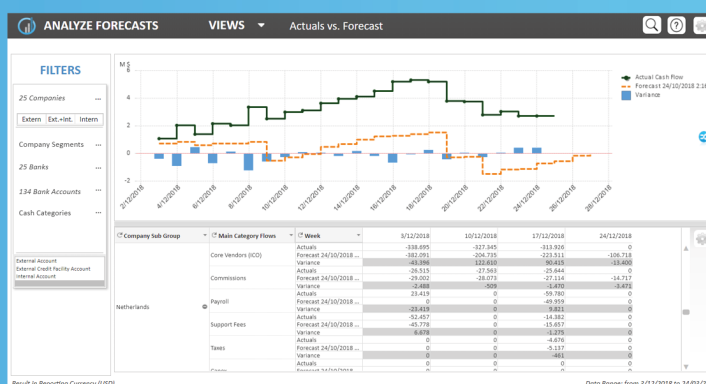 ANALYZE FORECASTS VIEWS Actuals vs. Forecast
FILTERS
25 Companies ...
Extern Ext.+Int. Intern
Company Segments ...
25 Banks ...
134 Bank Accounts ...
Cash Categories ...
External Account
External Credit Facility Account
Internal Account
M $
6
4
2
0
-2
2/12/2018 4/12/2018 6/12/2018 8/12/2018 10/12/2018 12/12/2018 14/12/2018 16/12/2018 18/12/2018 20/12/2018 22/12/2018 24/12/2018 26/12/2018 28/12/2018
Actual Cash Flow
Forecast 24/10/2018 2:16
Variance
Company Sub Group Main Category Flows Week 3/12/2018 10/12/2018 17/12/2018 24/12/2018
Actuals -338.695 -327.345 -313.926 0
Core Vendors (ICO) Forecast 24/10/2018 ... -382.091 -204.735 -223.511 -106.718
Variance -43.396 122.610 90.415 -13.400
Actuals -26.515 -27.563 -25.644 0
Commissions Forecast 24/10/2018 ... -29.002 -28.073 -27.114 -14.717
Variance -2.488 -509 -1.470 -3.471
Actuals 23.419 0 -59.780 0
Payroll Forecast 24/10/2018 ... 0 0 -49.959 0
Netherlands Variance -23.419 0 9.821 0
Actuals -52.457 0 -14.382 0
Support Fees Forecast 24/10/2018 ... -45.778 0 -15.657 0
Variance 6.678 0 -1.275 0
Actuals 0 0 -4.676 0
Taxes Forecast 24/10/2018 ... 0 0 -5.137 0
Variance 0 0 -461 0
Actuals 0 0 0 0
Result in Reporting Currency (USD)
Data Range: from 3/12/2018 to